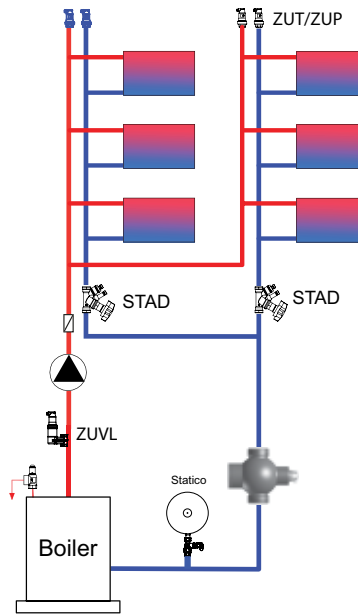 ZUT/ZUP
STAD
STAD
ZUVL
Statico
Boiler